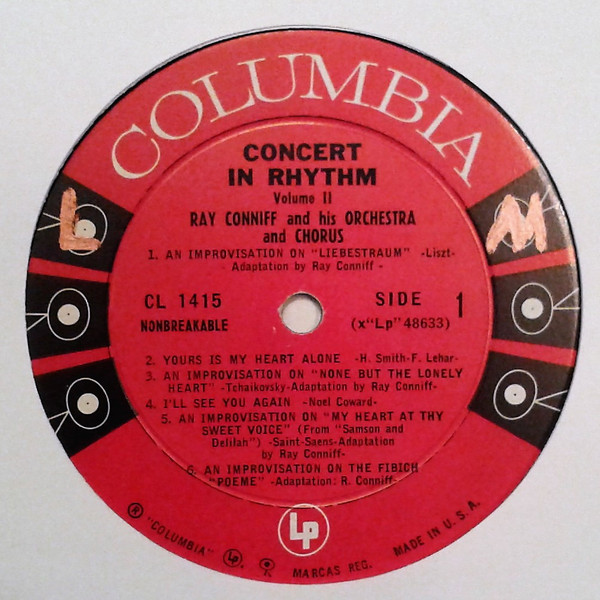 COLUMBIA
CONCERT
IN RHYTHM
Volume II
RAY CONNIFF and his ORCHESTRA
and CHORUS
1. AN IMPROVISATION ON "LIEBESTRAUM" -Liszt-
- Adaptation by Ray Conniff -
L M
CL 1415 SIDE 1
NONBREAKABLE (x"Lp" 48633)
2. YOURS IS MY HEART ALONE -H. Smith-F. Lehar-
3. AN IMPROVISATION ON "NONE BUT THE LONELY
HEART" -Tchaikovsky-Adaptation by Ray Conniff-
4. I'LL SEE YOU AGAIN -Noel Coward-
5. AN IMPROVISATION ON "MY HEART AT THY
SWEET VOICE" (From "Samson and
Delilah") -Saint-Saens-Adaptation
by Ray Conniff-
6. AN IMPROVISATION ON THE FIBICH
"POEME" -Adaptation: R. Conniff-
Lp
® "COLUMBIA" Lp MARCAS REG. MADE IN U.S.A.